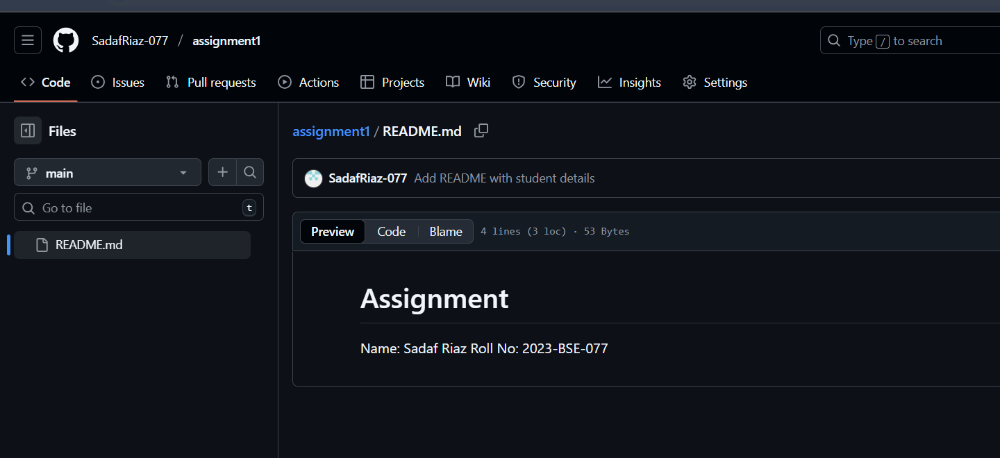 SadafRiaz-077 / assignment1
Type / to search
Code Issues Pull requests Actions Projects Wiki Security Insights Settings
Files
main
Go to file t
README.md
assignment1 / README.md
SadafRiaz-077 Add README with student details
Preview Code Blame 4 lines (3 loc) · 53 Bytes
Assignment
Name: Sadaf Riaz Roll No: 2023-BSE-077